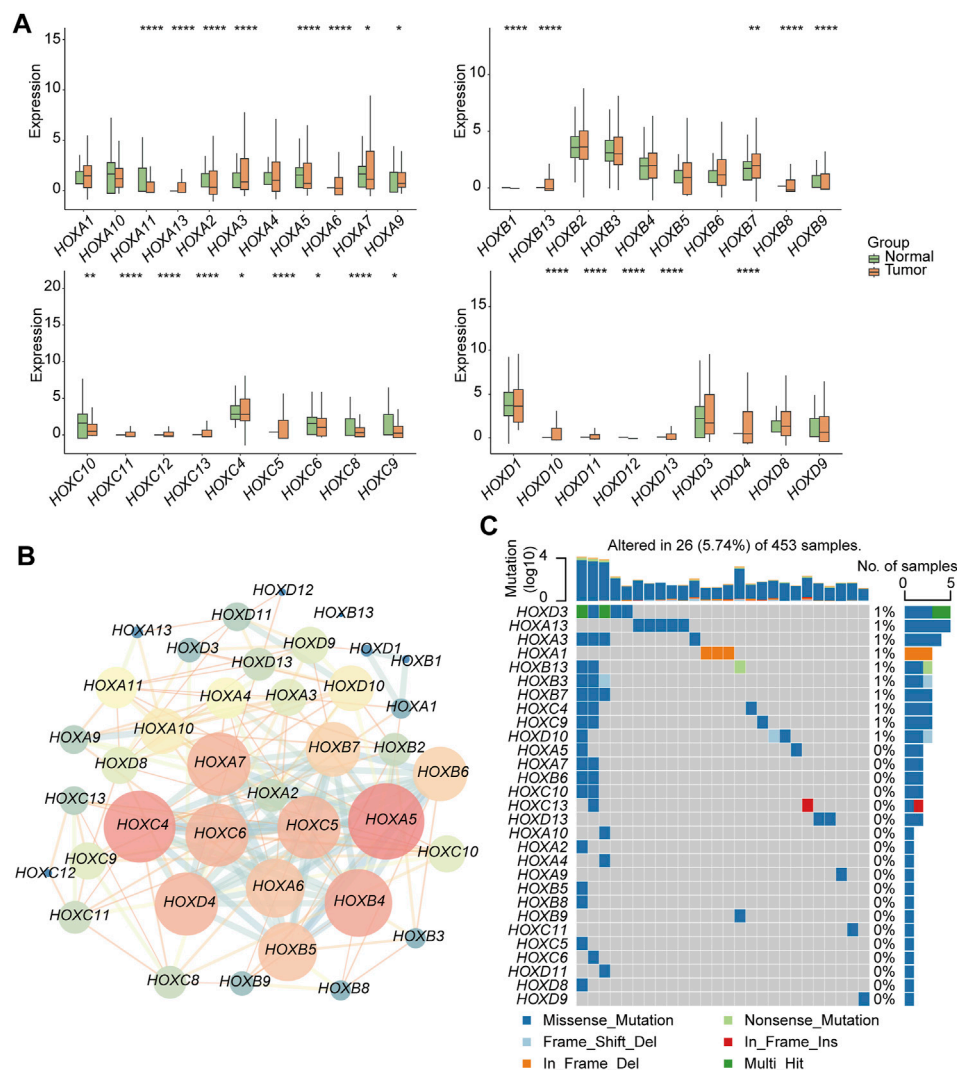 A
**** **** **** **** **** **** * *
Expression
15
10
5
0
HOXA1 HOXA10 HOXA11 HOXA13 HOXA2 HOXA3 HOXA4 HOXA5 HOXA6 HOXA7 HOXA9
**** **** ** **** ****
Expression
10
5
0
HOXB1 HOXB13 HOXB2 HOXB3 HOXB4 HOXB5 HOXB6 HOXB7 HOXB8 HOXB9
Group
Normal
Tumor
** **** **** **** * **** * **** *
Expression
20
15
10
5
0
HOXC10 HOXC11 HOXC12 HOXC13 HOXC4 HOXC5 HOXC6 HOXC8 HOXC9
**** **** **** **** ****
Expression
15
10
5
0
HOXD1 HOXD10 HOXD11 HOXD12 HOXD13 HOXD3 HOXD4 HOXD8 HOXD9
B
HOXD12
HOXD11
HOXB13
HOXA13
HOXD3
HOXD9
HOXD1
HOXD13
HOXB1
HOXA11
HOXA4
HOXA3
HOXD10
HOXA1
HOXA10
HOXA9
HOXB7
HOXB2
HOXD8
HOXA7
HOXB6
HOXA2
HOXC13
HOXC4
HOXC6
HOXC5
HOXA5
HOXC9
HOXC10
HOXC12
HOXA6
HOXD4
HOXB4
HOXC11
HOXB5
HOXB3
HOXC8
HOXB9
HOXB8
C
Altered in 26 (5.74%) of 453 samples.
Mutation
(log10)
4
0
No. of samples
0 5
HOXD3 1%
HOXA13 1%
HOXA3 1%
HOXA1 1%
HOXB13 1%
HOXB3 1%
HOXB7 1%
HOXC4 1%
HOXC9 1%
HOXD10 1%
HOXA5 0%
HOXA7 0%
HOXB6 0%
HOXC10 0%
HOXC13 0%
HOXD13 0%
HOXA10 0%
HOXA2 0%
HOXA4 0%
HOXA9 0%
HOXB5 0%
HOXB8 0%
HOXB9 0%
HOXC11 0%
HOXC5 0%
HOXC6 0%
HOXD11 0%
HOXD8 0%
HOXD9 0%
Missense_Mutation Nonsense_Mutation
Frame_Shift_Del In_Frame_Ins
In_Frame_Del Multi_Hit